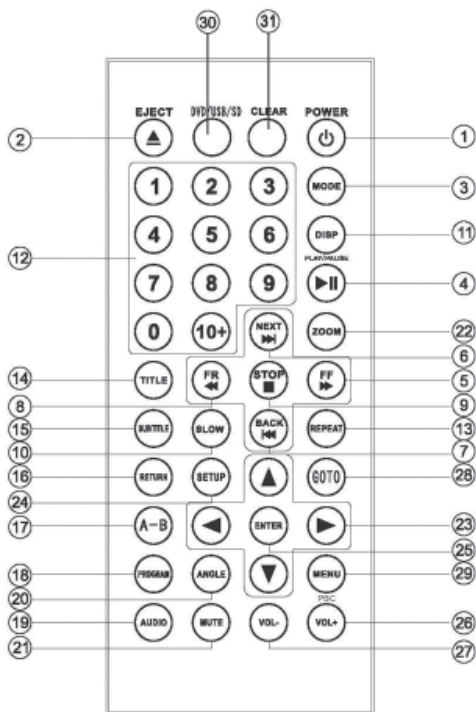 30 31
EJECT DVD/USB/SD CLEAR POWER
2 1
1 2 3 MODE 3
4 5 6 DISP 11
12 PLAY/PAUSE
7 8 9 4
0 10+ NEXT ZOOM 22
6
14 TITLE FR STOP FF 5
8 9
15 SUBTITLE SLOW BACK REPEAT 13
10 7
16 RETURN SETUP GOTO 28
24
17 A-B ENTER 23
25
18 PROGRAM ANGLE MENU 29
20 PSC
19 AUDIO MUTE VOL- VOL+ 26
21 27